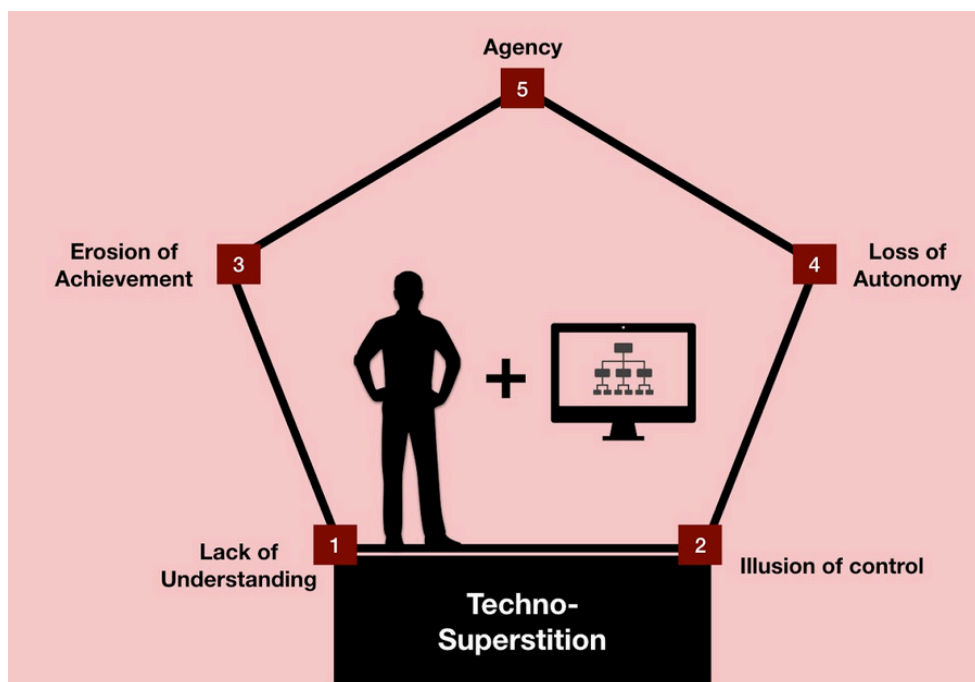 Agency
5
Erosion of
Achievement
3
4
Loss of
Autonomy
1
Lack of
Understanding
2
Illusion of control
Techno-
Superstition